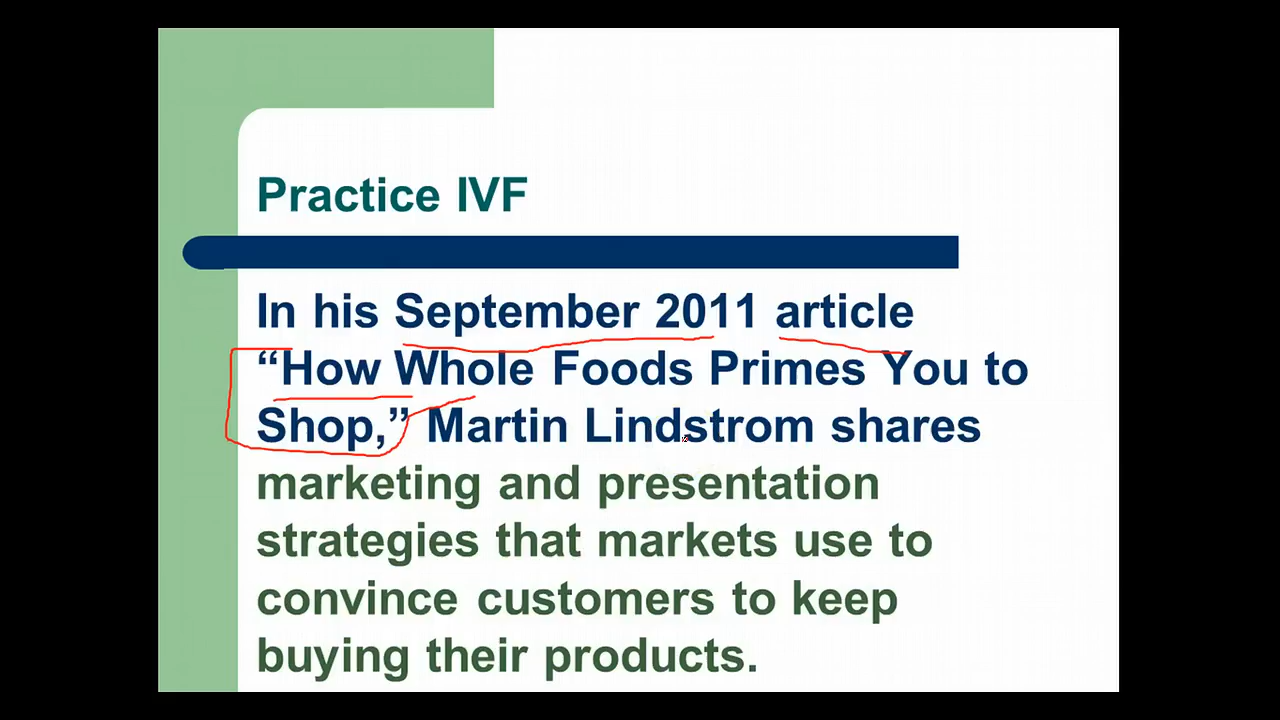 Practice IVF
In his September 2011 article
“How Whole Foods Primes You to
Shop,” Martin Lindstrom shares
marketing and presentation
strategies that markets use to
convince customers to keep
buying their products.